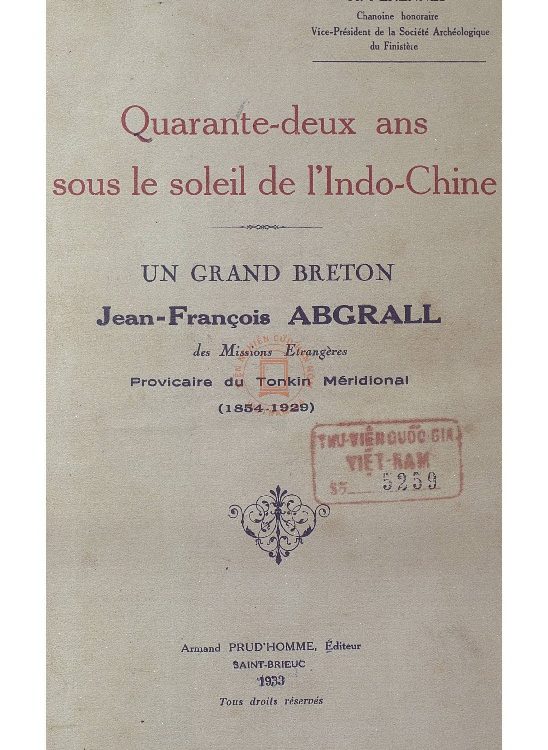 Chanoine honoraire
Vice-Président de la Société Archéologique
du Finistère
Quarante-deux ans
sous le soleil de l'Indo-Chine
UN GRAND BRETON
Jean-François ABGRALL
des Missions Etrangères
Provicaire du Tonkin Méridional
(1854-1929)
THƯ-VIỆN QUỐC GIA
VIỆT-NAM
5259
Armand PRUD'HOMME, Éditeur
SAINT-BRIEUC
1933
Tous droits réservés